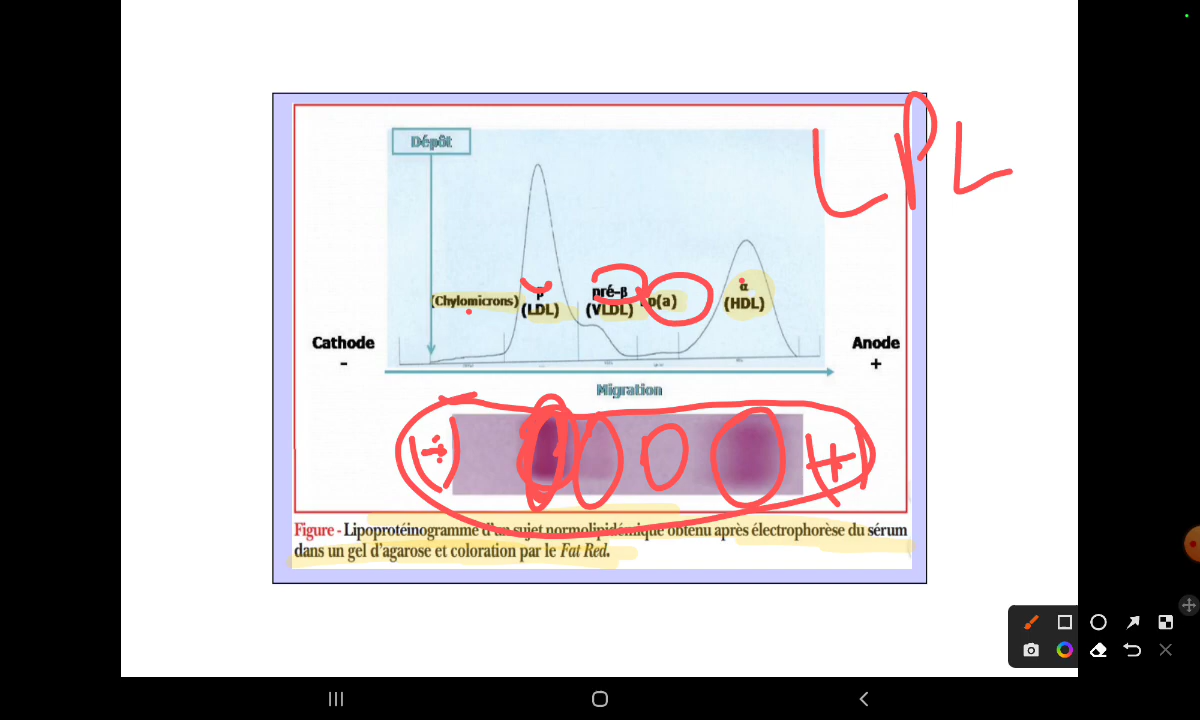 Dépôt
LPL
(Chylomicrons)
β
(LDL)
pré-β
(VLDL)
p(a)
α
(HDL)
Cathode
-
Anode
+
Migration
+
Figure - Lipoprotéinogramme d'un sujet normolipidémique obtenu après électrophorèse du sérum
dans un gel d'agarose et coloration par le Fat Red.